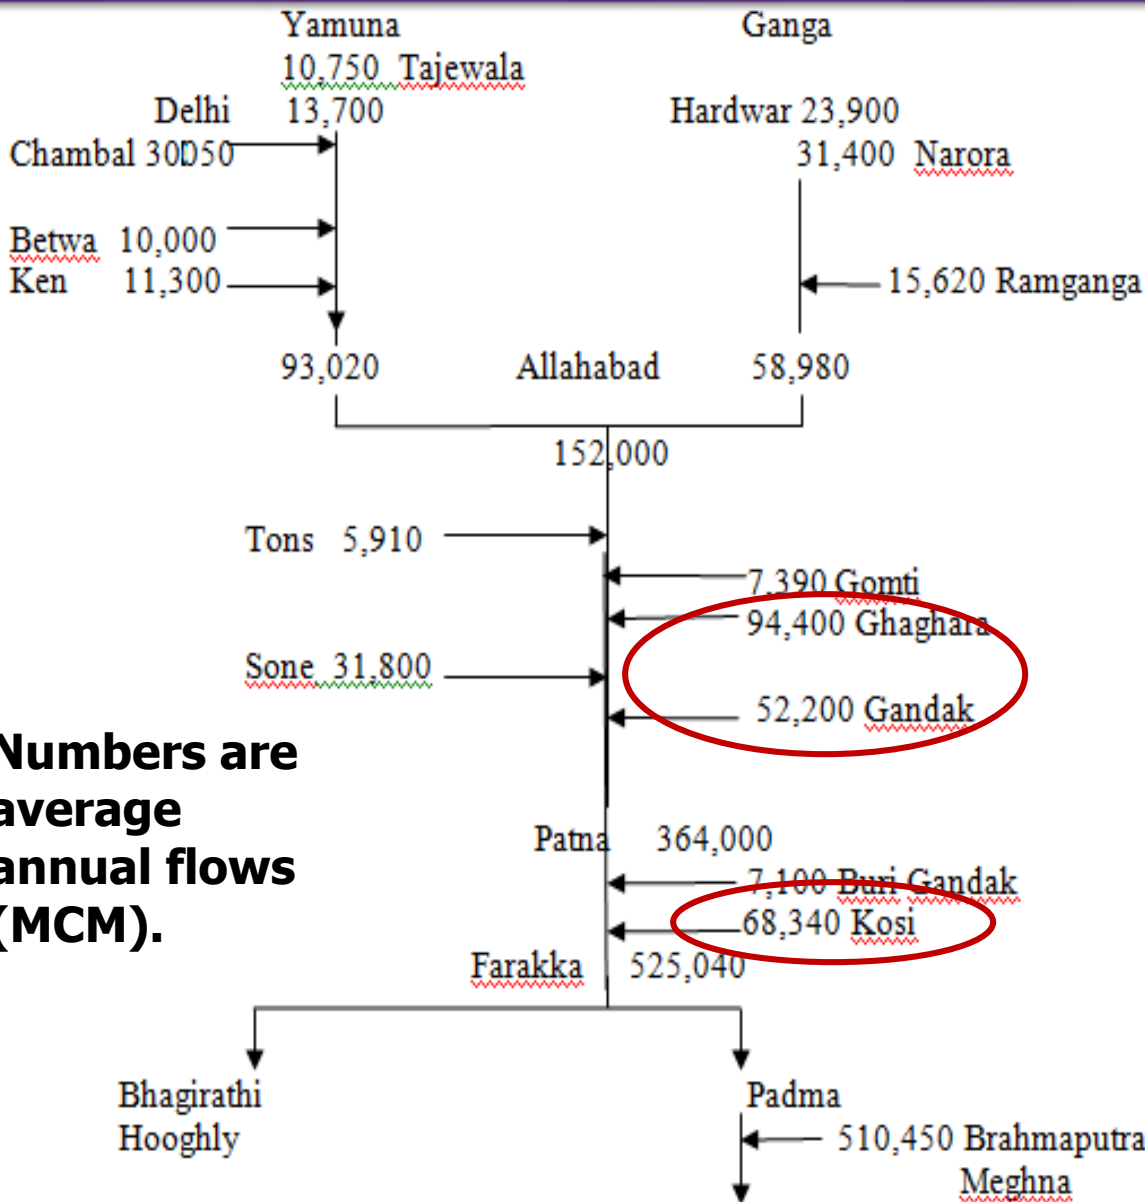 Yamuna Ganga
10,750 Tajewala
Delhi 13,700 Hardwar 23,900
Chambal 30050 31,400 Narora
Betwa 10,000
Ken 11,300 15,620 Ramganga
93,020 Allahabad 58,980
152,000
Tons 5,910
7,390 Gomti
94,400 Ghaghara
Sone 31,800
52,200 Gandak
Numbers are
average
annual flows
(MCM).
Patna 364,000
7,100 Buri Gandak
68,340 Kosi
Farakka 525,040
Bhagirathi Padma
Hooghly 510,450 Brahmaputra
Meghna